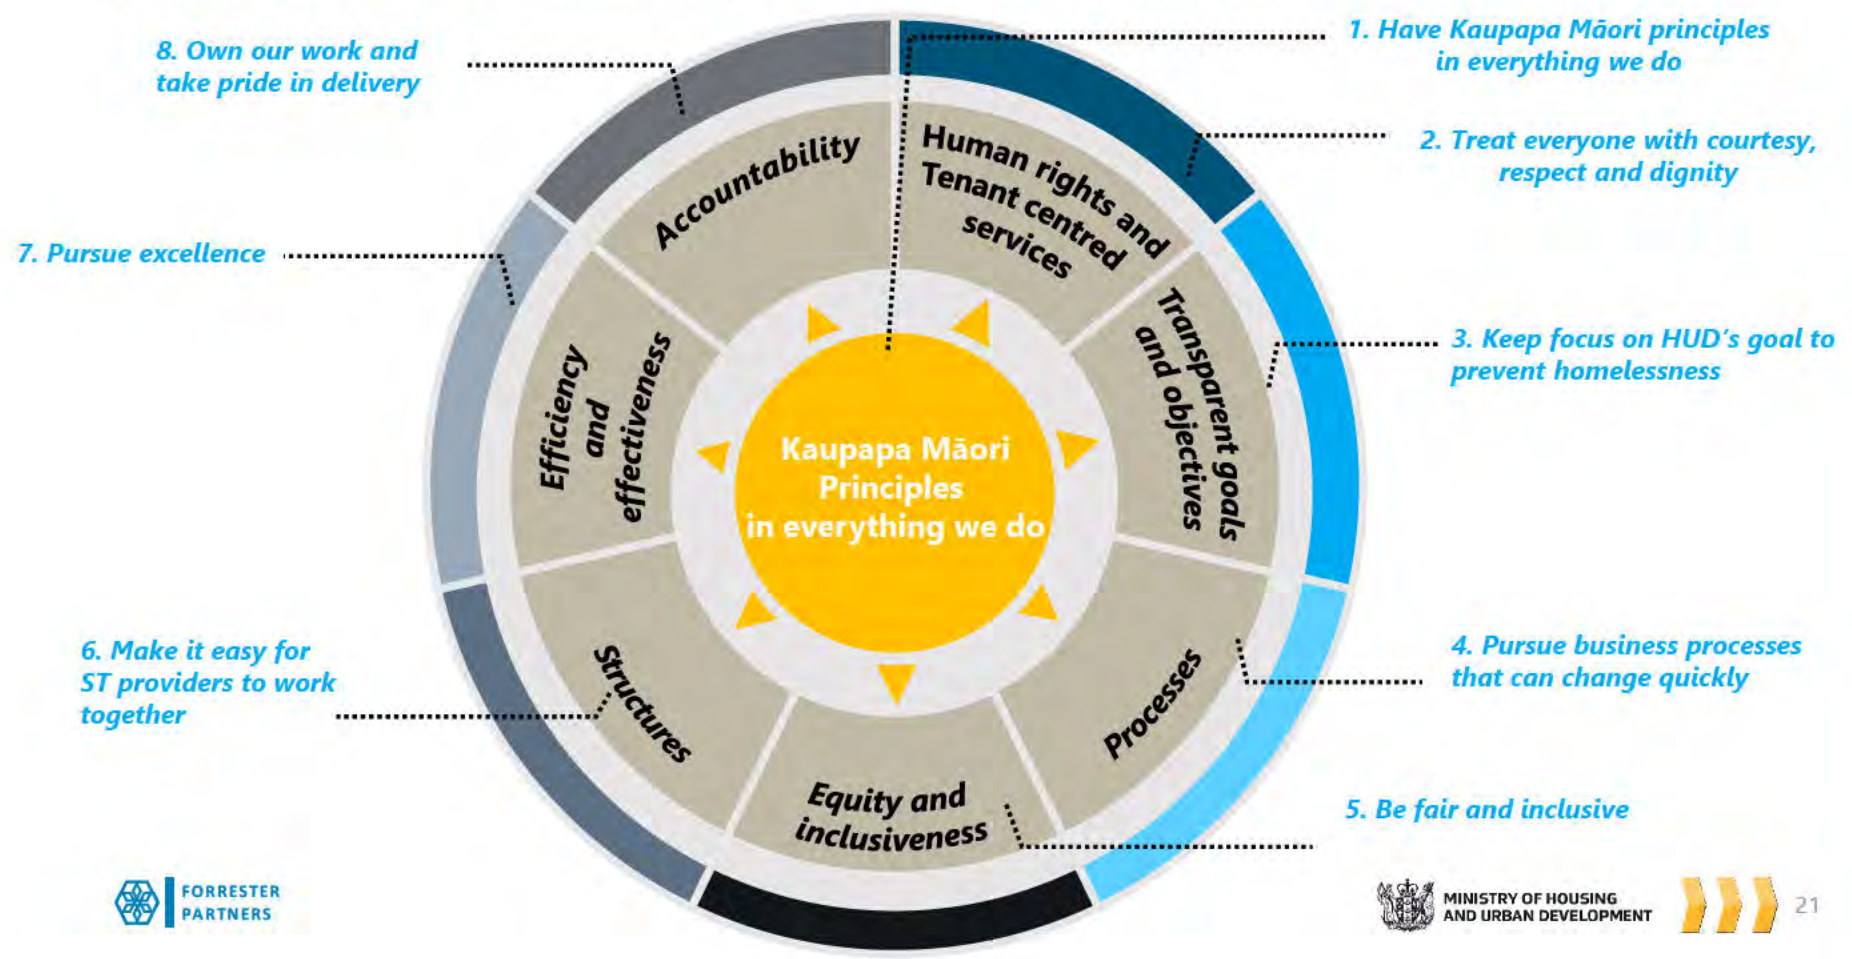 1. Have Kaupapa Māori principles
in everything we do
2. Treat everyone with courtesy,
respect and dignity
3. Keep focus on HUD's goal to
prevent homelessness
4. Pursue business processes
that can change quickly
5. Be fair and inclusive
6. Make it easy for
ST providers to work
together
7. Pursue excellence
8. Own our work and
take pride in delivery
Human rights and
Tenant centred
services
Transparent goals
and objectives
Processes
Equity and
inclusiveness
Structures
Efficiency
and
effectiveness
Accountability
Kaupapa Māori
Principles
in everything we do
FORRESTER
PARTNERS
MINISTRY OF HOUSING
AND URBAN DEVELOPMENT
21